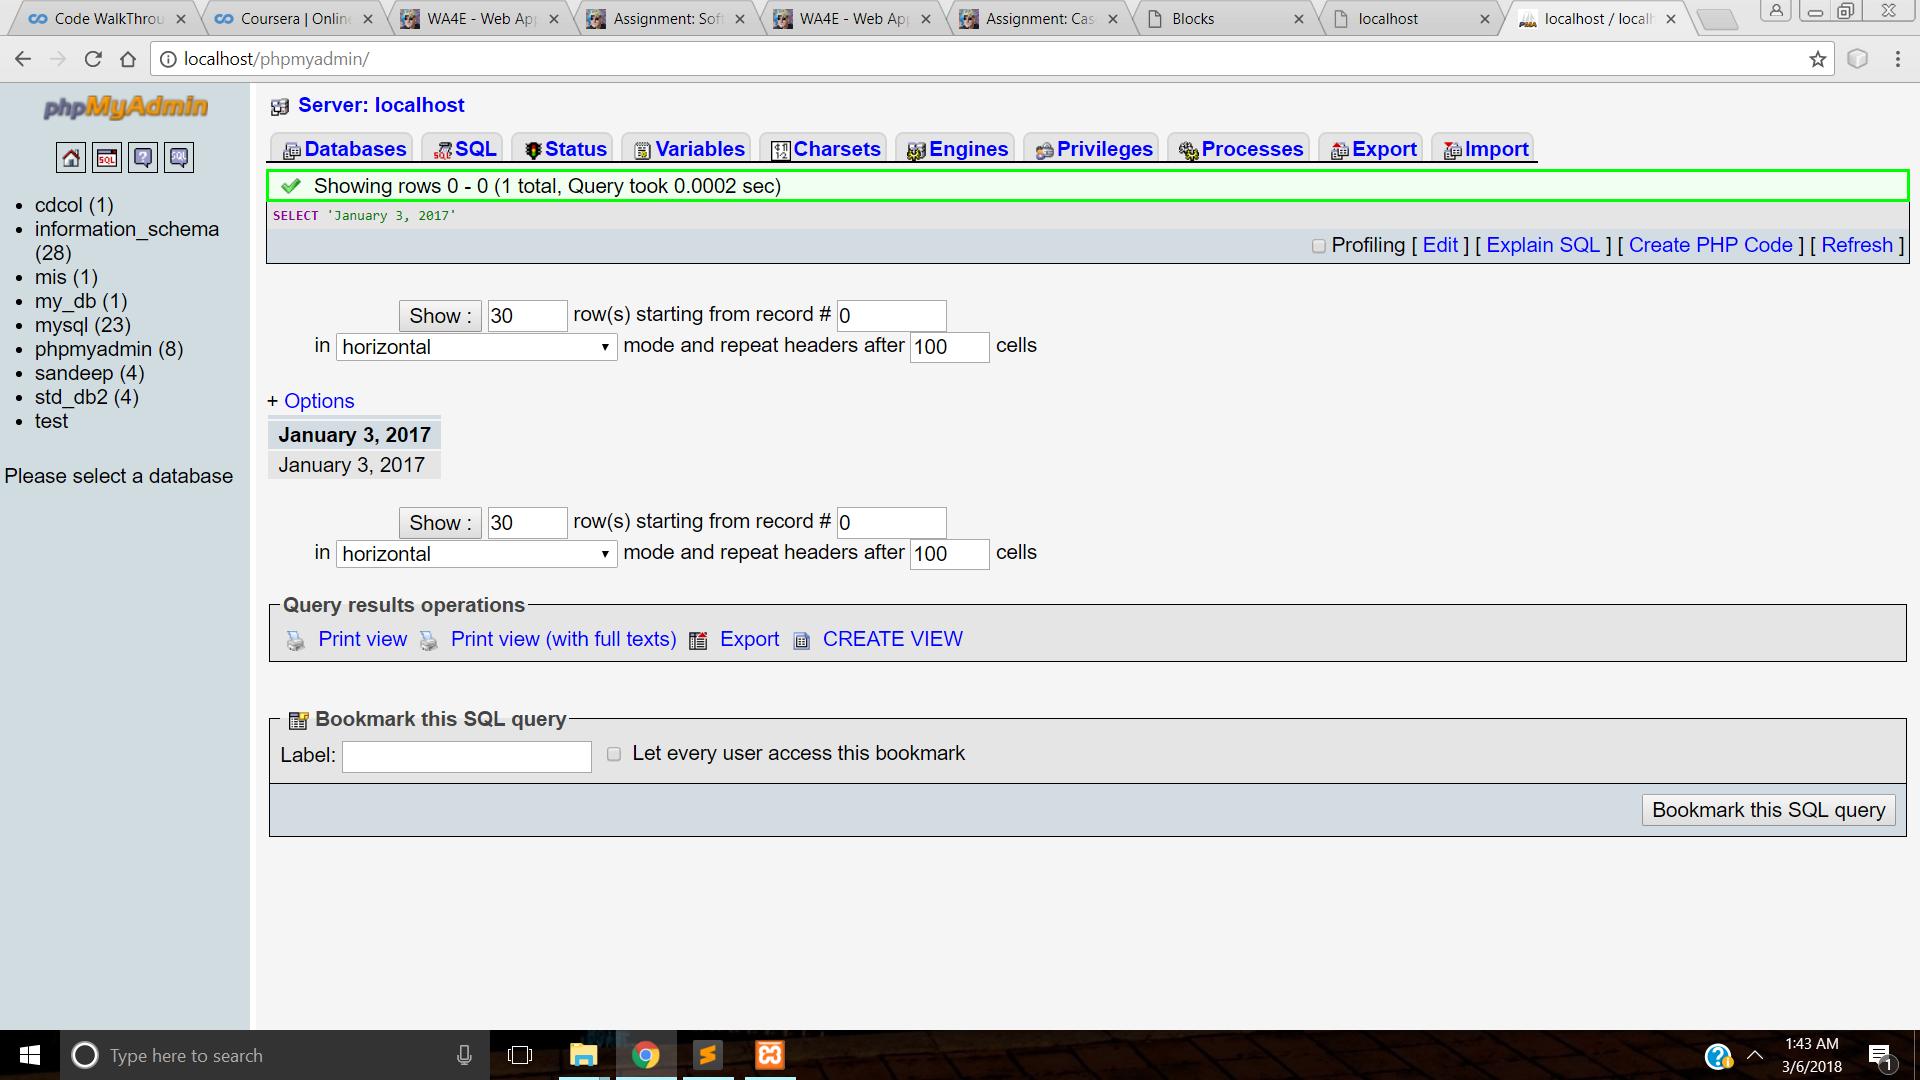 Code WalkThrou
Coursera | Online
WA4E - Web App
Assignment: Soft
WA4E - Web App
Assignment: Cas
Blocks
localhost
localhost / localh
localhost/phpmyadmin/
phpMyAdmin
SQL
cdcol (1)
information_schema
(28)
mis (1)
my_db (1)
mysql (23)
phpmyadmin (8)
sandeep (4)
std_db2 (4)
test
Please select a database
Server: localhost
Databases SQL Status Variables Charsets Engines Privileges Processes Export Import
Showing rows 0 - 0 (1 total, Query took 0.0002 sec)
SELECT 'January 3, 2017'
Profiling [ Edit ] [ Explain SQL ] [ Create PHP Code ] [ Refresh ]
Show : 30 row(s) starting from record # 0
in horizontal mode and repeat headers after 100 cells
+ Options
January 3, 2017
January 3, 2017
Show : 30 row(s) starting from record # 0
in horizontal mode and repeat headers after 100 cells
Query results operations
Print view Print view (with full texts) Export CREATE VIEW
Bookmark this SQL query
Label: Let every user access this bookmark
Bookmark this SQL query
Type here to search
1:43 AM
3/6/2018
1